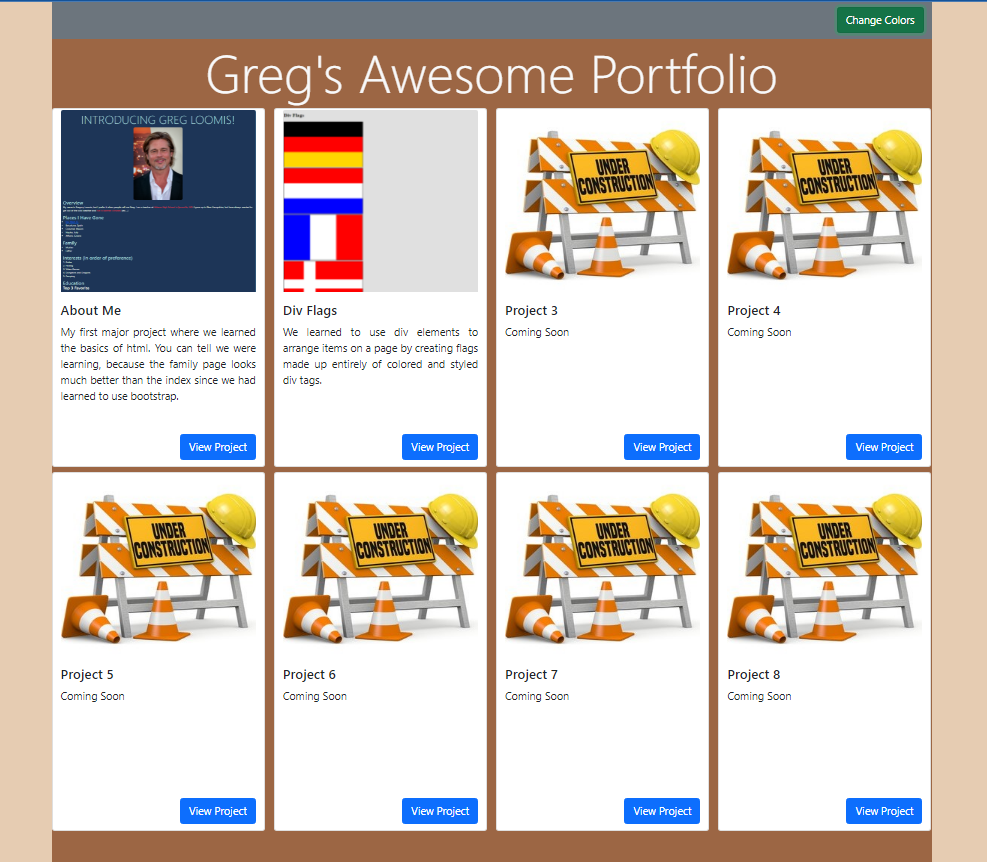 Change Colors
Greg's Awesome Portfolio
INTRODUCING GREG LOOMIS!
Overview
Places I Have Gone
Family
Interests (in order of preference)
Education
Top 3 Favorite
About Me
My first major project where we learned
the basics of html. You can tell we were
learning, because the family page looks
much better than the index since we had
learned to use bootstrap.
View Project
Div Flags
Div Flags
We learned to use div elements to
arrange items on a page by creating flags
made up entirely of colored and styled
div tags.
View Project
UNDER
CONSTRUCTION
Project 3
Coming Soon
View Project
UNDER
CONSTRUCTION
Project 4
Coming Soon
View Project
UNDER
CONSTRUCTION
Project 5
Coming Soon
View Project
UNDER
CONSTRUCTION
Project 6
Coming Soon
View Project
UNDER
CONSTRUCTION
Project 7
Coming Soon
View Project
UNDER
CONSTRUCTION
Project 8
Coming Soon
View Project